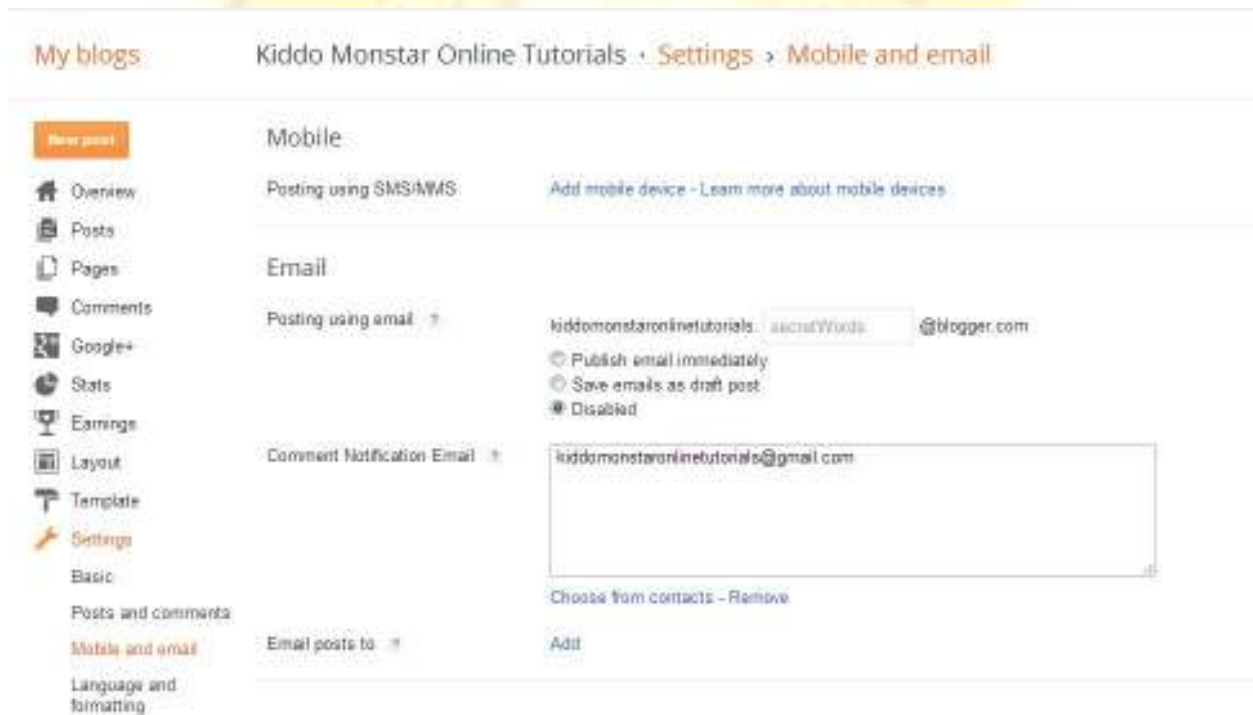 My blogs
Kiddo Monstar Online Tutorials · Settings › Mobile and email
New post
Overview
Posts
Pages
Comments
Google+
Stats
Earnings
Layout
Template
Settings
Basic
Posts and comments
Mobile and email
Language and
formatting
Mobile
Posting using SMS/MMS
Add mobile device - Learn more about mobile devices
Email
Posting using email ?
kiddomonstaronlinetutorials. secretWords @blogger.com
Publish email immediately
Save emails as draft post
Disabled
Comment Notification Email ?
kiddomonstaronlinetutorials@gmail.com
Choose from contacts - Remove
Email posts to ?
Add